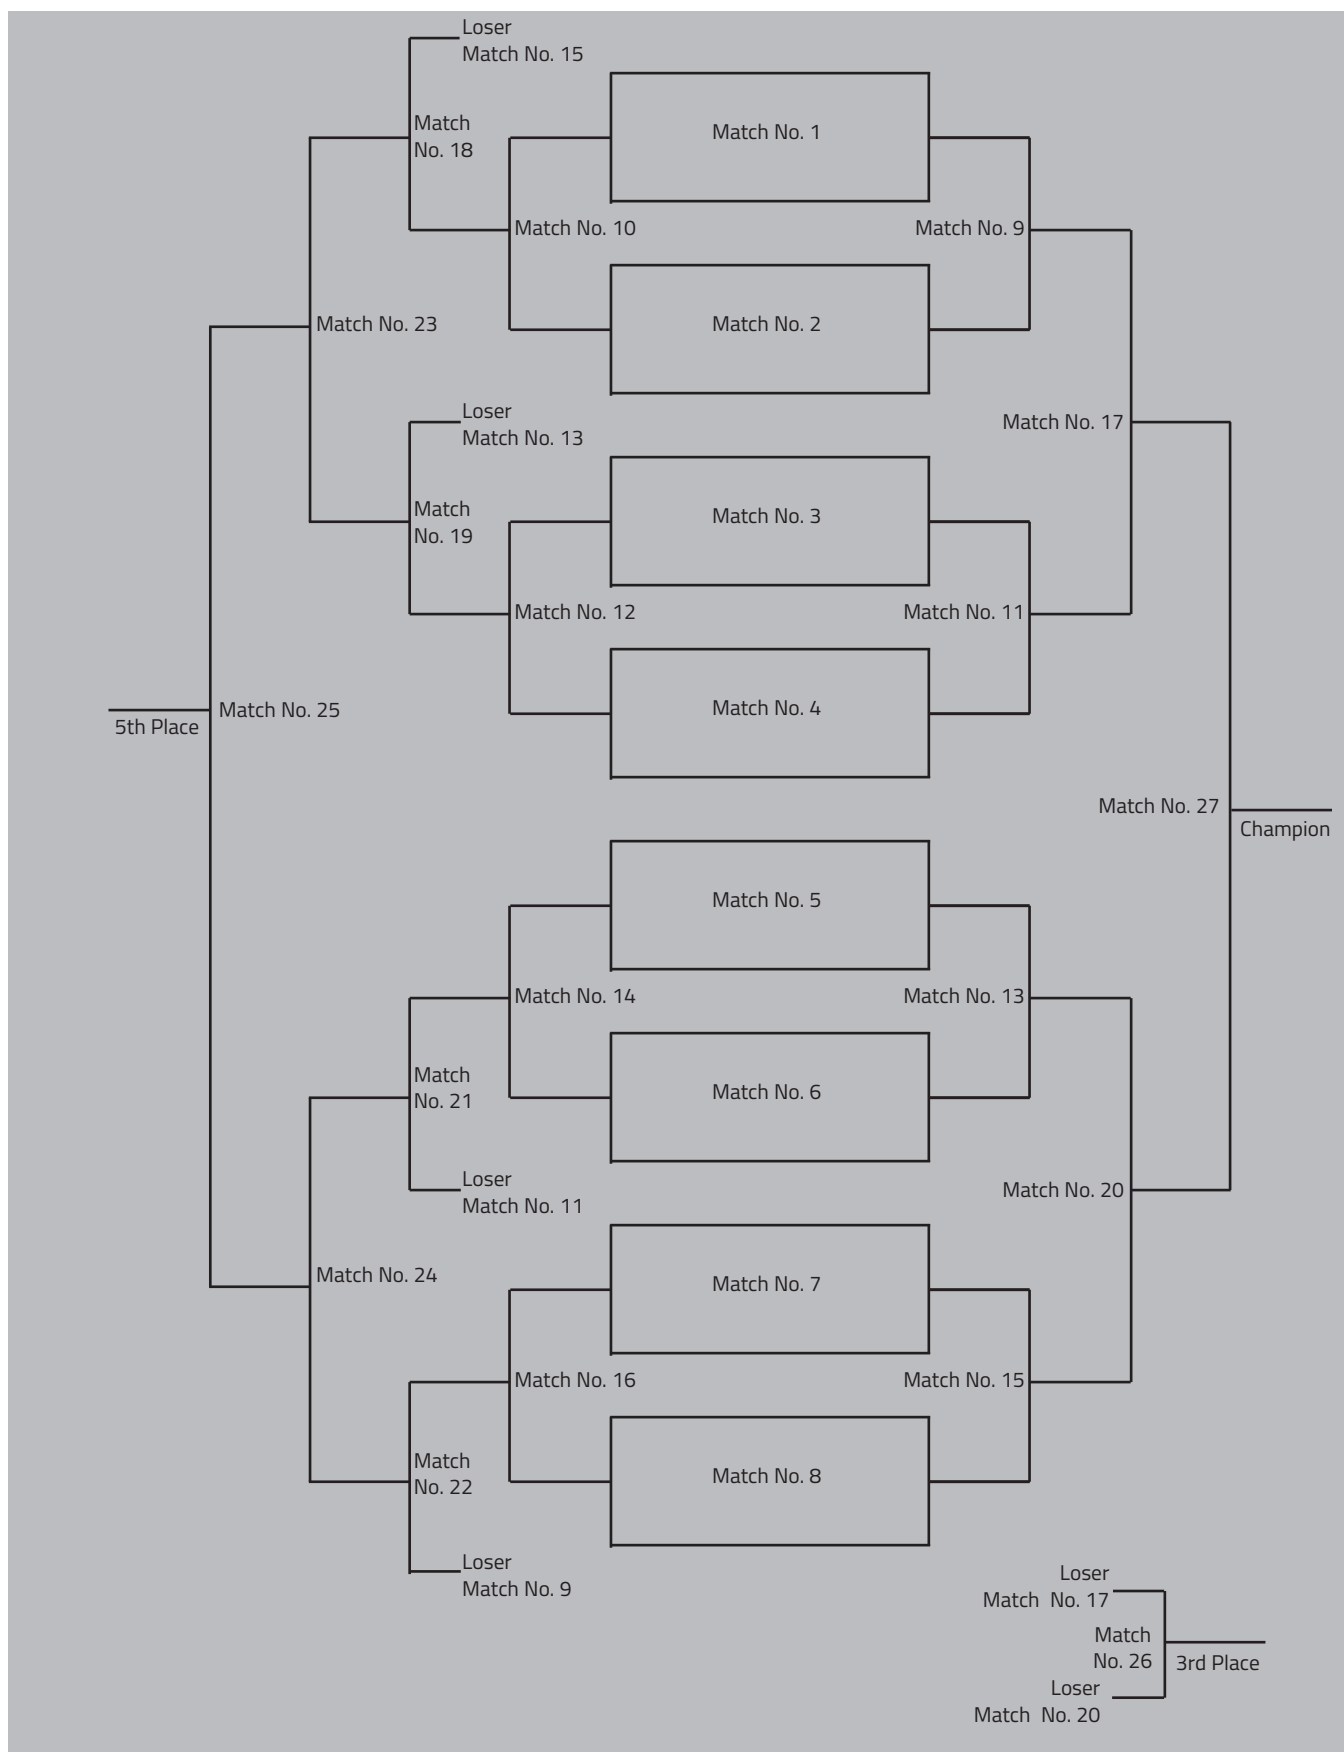 Loser
Match No. 15
Match No. 1
Match
No. 18
Match No. 10
Match No. 9
Match No. 2
Match No. 23
Loser
Match No. 13
Match No. 17
Match No. 3
Match
No. 19
Match No. 12
Match No. 11
Match No. 4
Match No. 25
5th Place
Match No. 27
Champion
Match No. 5
Match No. 14
Match No. 13
Match
No. 21
Match No. 6
Loser
Match No. 11
Match No. 20
Match No. 24
Match No. 7
Match No. 16
Match No. 15
Match
No. 22
Match No. 8
Loser
Match No. 9
Loser
Match No. 17
Match
No. 26
3rd Place
Loser
Match No. 20